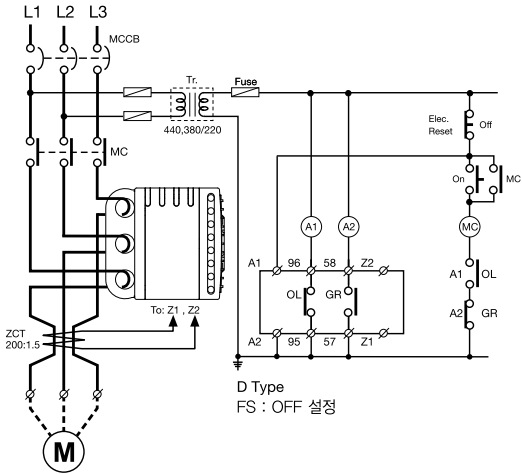 L1 L2 L3
MCCB
Tr.
Fuse
440,380/220
Elec.
Reset
Off
MC
On
MC
A1
A2
MC
A1 96 58 Z2
A1 OL
OL GR
A2 GR
To: Z1 , Z2
ZCT
200:1.5
A2 95 57 Z1
D Type
FS : OFF 설정
M